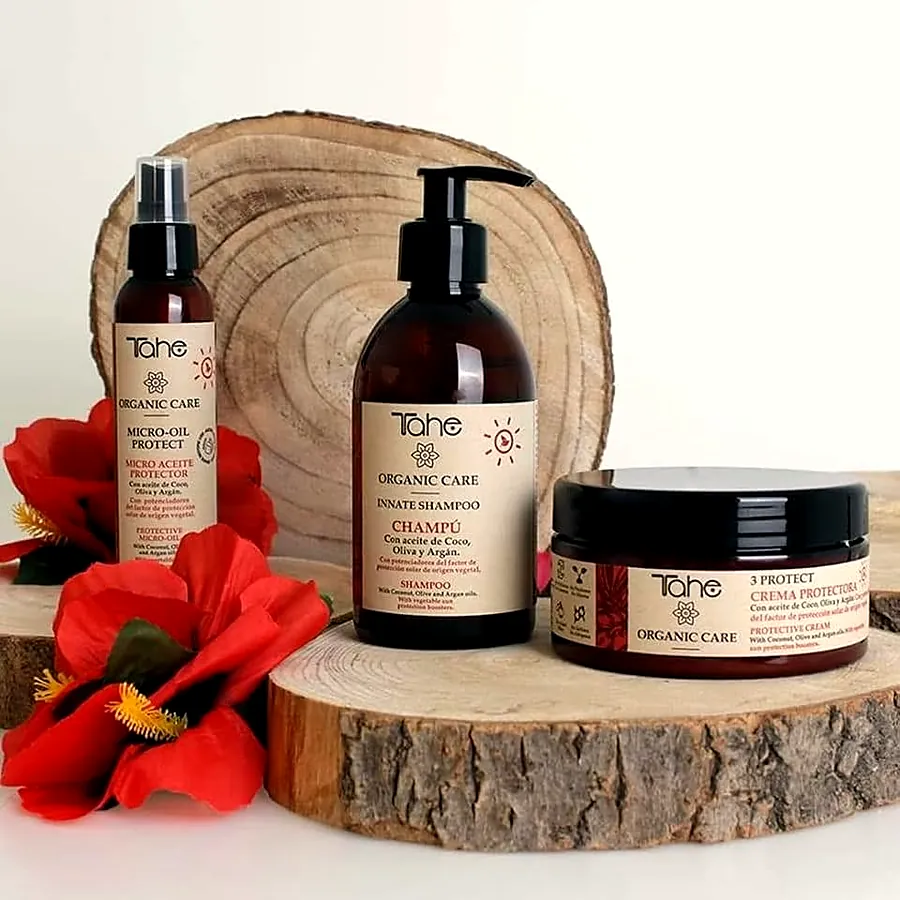 Tahe
ORGANIC CARE
MICRO-OIL
PROTECT
MICRO ACEITE
PROTECTOR
Con aceite de Coco,
Oliva y Argán.
Con potenciadores
del factor de protección
solar de origen vegetal.
PROTECTIVE
MICRO-OIL
With Coconut,
and Argan oils.
Tahe
ORGANIC CARE
INNATE SHAMPOO
CHAMPÚ
Con aceite de Coco,
Oliva y Argán.
Con potenciadores del factor de
protección solar de origen vegetal.
SHAMPOO
With Coconut, Olive and Argan oils.
With vegetable sun
protection boosters.
Tahe
ORGANIC CARE
3 PROTECT
CREMA PROTECTORA
Con aceite de Coco, Oliva y Argán.
del factor de protección solar de origen
PROTECTIVE CREAM
With Coconut, Olive and Argan oils.
sun protection boosters.